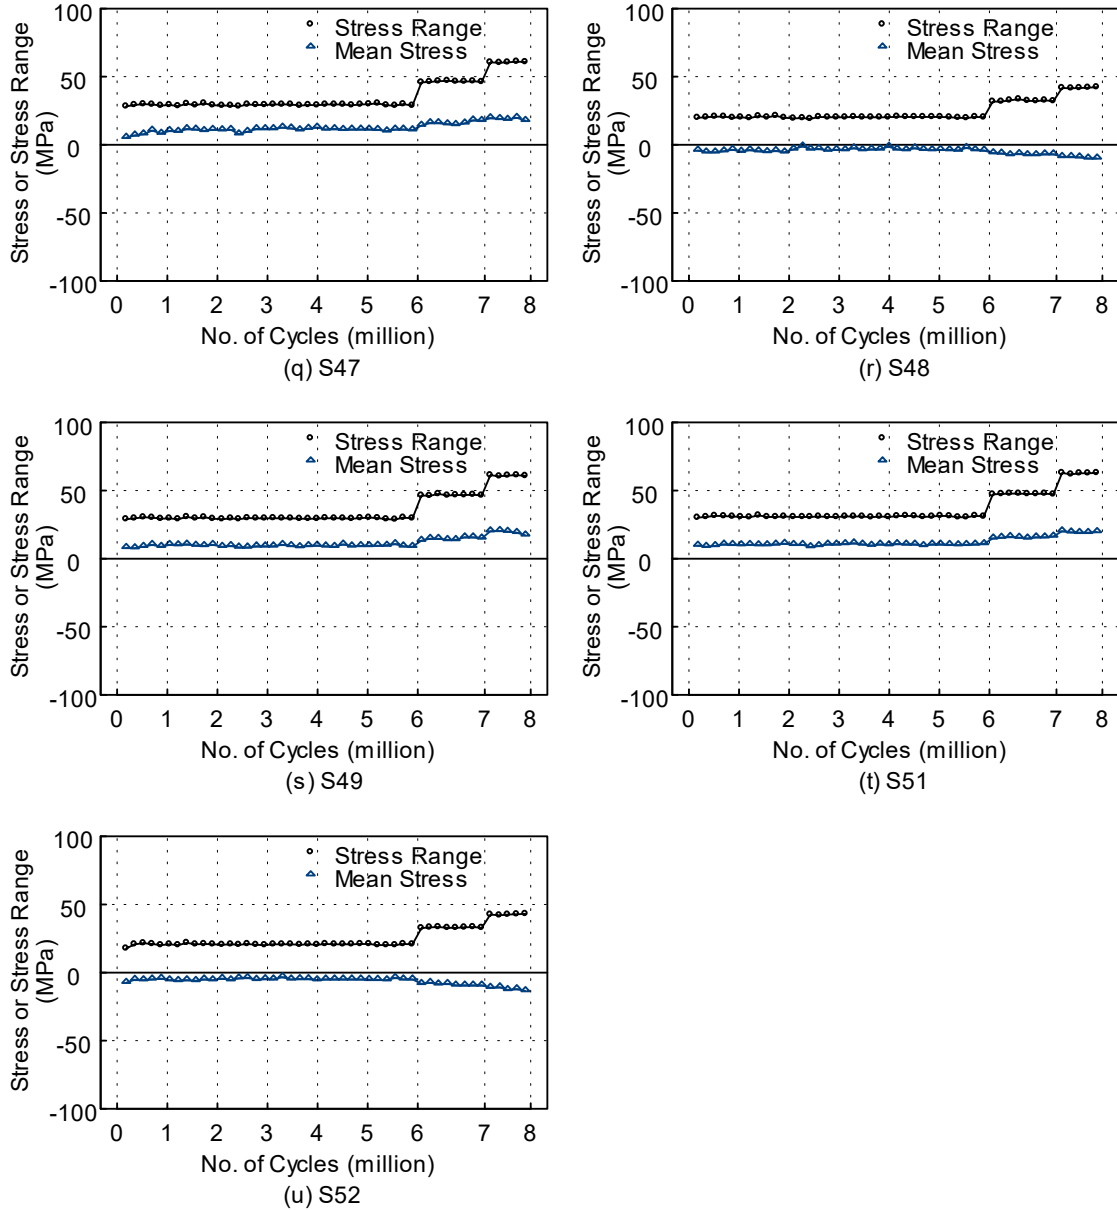 100
50
0
-50
-100
Stress or Stress Range
(MPa)
Stress Range
Mean Stress
0 1 2 3 4 5 6 7 8
No. of Cycles (million)
(q) S47
100
50
0
-50
-100
Stress or Stress Range
(MPa)
Stress Range
Mean Stress
0 1 2 3 4 5 6 7 8
No. of Cycles (million)
(r) S48
100
50
0
-50
-100
Stress or Stress Range
(MPa)
Stress Range
Mean Stress
0 1 2 3 4 5 6 7 8
No. of Cycles (million)
(s) S49
100
50
0
-50
-100
Stress or Stress Range
(MPa)
Stress Range
Mean Stress
0 1 2 3 4 5 6 7 8
No. of Cycles (million)
(t) S51
100
50
0
-50
-100
Stress or Stress Range
(MPa)
Stress Range
Mean Stress
0 1 2 3 4 5 6 7 8
No. of Cycles (million)
(u) S52